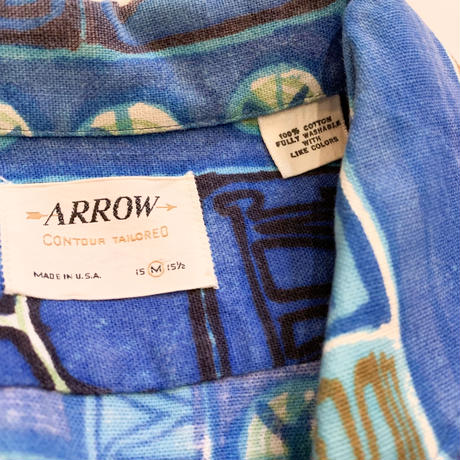 ARROW
CONTOUR TAILORED
MADE IN U.S.A. 15 M 15½
100% COTTON
FULLY WASHABLE
WITH
LIKE COLORS